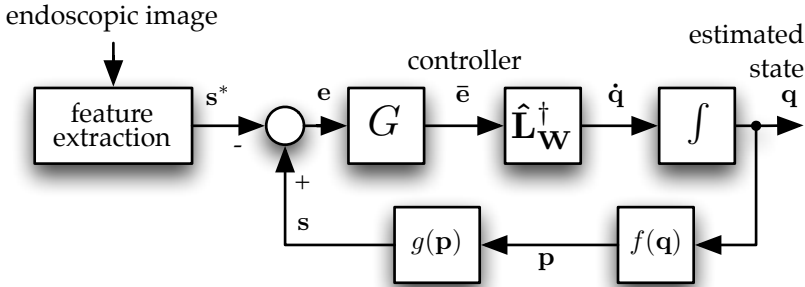 endoscopic image
feature
extraction
s*
-
+
s
e
G
controller
ē
L̂†W
q̇
∫
estimated
state
q
g(p)
p
f(q)